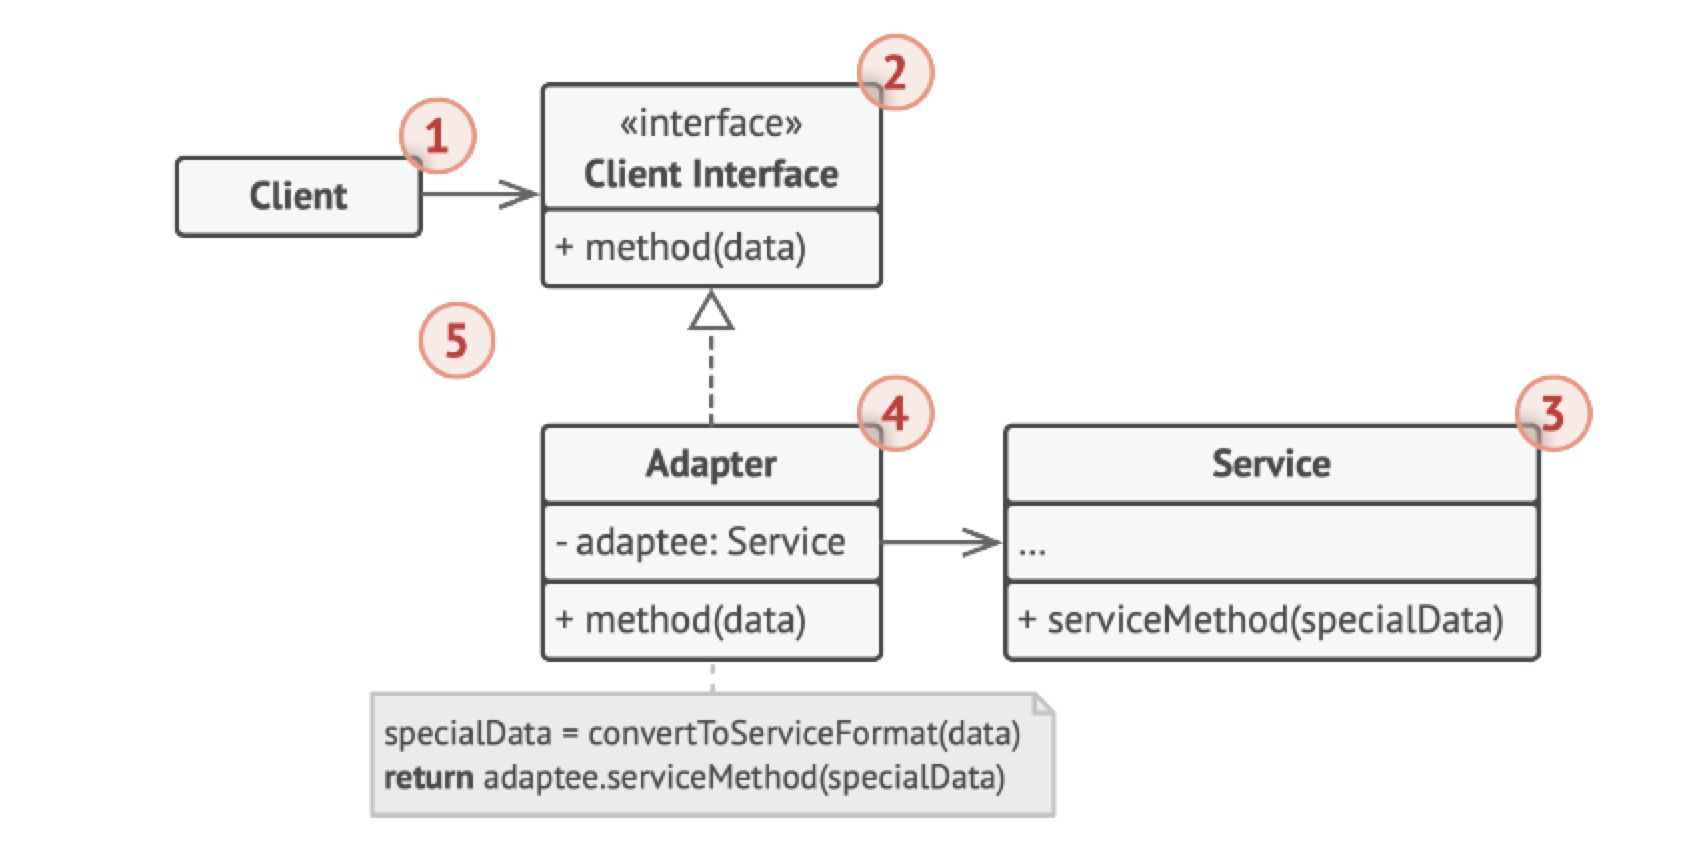 2
«interface»
1
Client Interface
Client
+ method(data)
5
4
3
Adapter
Service
- adaptee: Service
...
+ method(data)
+ serviceMethod(specialData)
specialData = convertToServiceFormat(data)
return adaptee.serviceMethod(specialData)